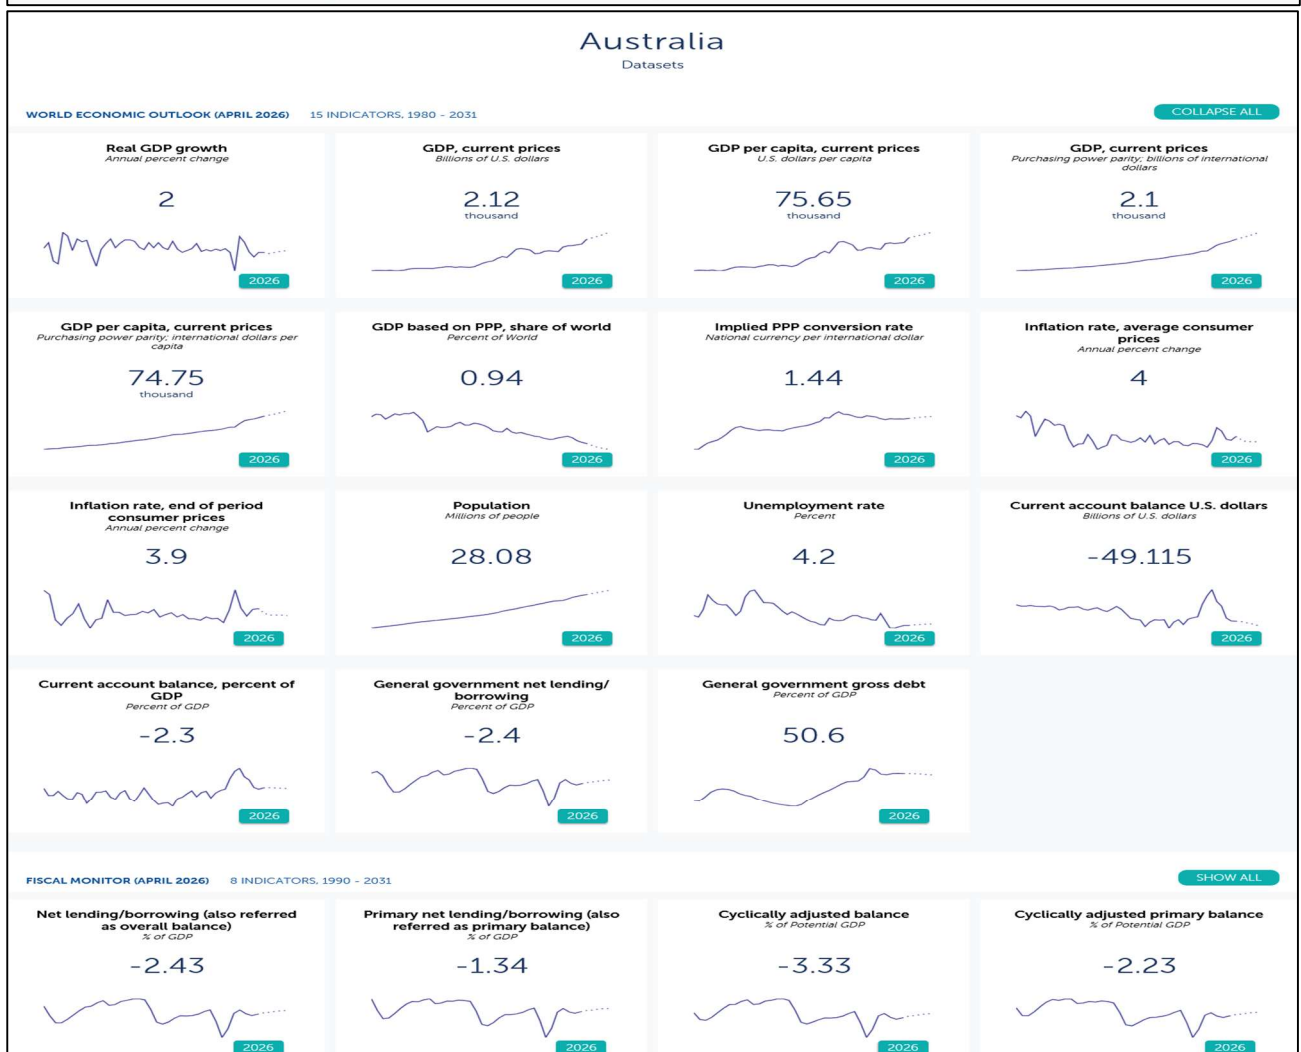 Australia
Datasets
WORLD ECONOMIC OUTLOOK (APRIL 2026) 15 INDICATORS, 1980 - 2031 COLLAPSE ALL
Real GDP growth
Annual percent change
2
2026
GDP, current prices
Billions of U.S. dollars
2.12
thousand
2026
GDP per capita, current prices
U.S. dollars per capita
75.65
thousand
2026
GDP, current prices
Purchasing power parity; billions of international
dollars
2.1
thousand
2026
GDP per capita, current prices
Purchasing power parity; international dollars per
capita
74.75
thousand
2026
GDP based on PPP, share of world
Percent of World
0.94
2026
Implied PPP conversion rate
National currency per international dollar
1.44
2026
Inflation rate, average consumer
prices
Annual percent change
4
2026
Inflation rate, end of period
consumer prices
Annual percent change
3.9
2026
Population
Millions of people
28.08
2026
Unemployment rate
Percent
4.2
2026
Current account balance U.S. dollars
Billions of U.S. dollars
-49.115
2026
Current account balance, percent of
GDP
Percent of GDP
-2.3
2026
General government net lending/
borrowing
Percent of GDP
-2.4
2026
General government gross debt
Percent of GDP
50.6
2026
FISCAL MONITOR (APRIL 2026) 8 INDICATORS, 1990 - 2031 SHOW ALL
Net lending/borrowing (also referred
as overall balance)
% of GDP
-2.43
2026
Primary net lending/borrowing (also
referred as primary balance)
% of GDP
-1.34
2026
Cyclically adjusted balance
% of Potential GDP
-3.33
2026
Cyclically adjusted primary balance
% of Potential GDP
-2.23
2026